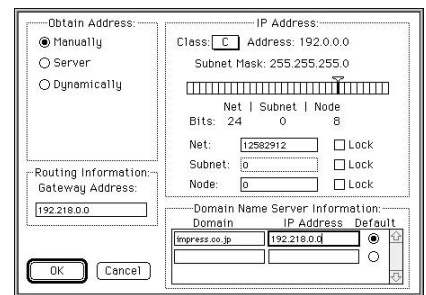 Obtain Address:
Manually
Server
Dynamically
IP Address:
Class: C Address: 192.0.0.0
Subnet Mask: 255.255.255.0
Net | Subnet | Node
Bits: 24 0 8
Net: 12582912 Lock
Subnet: 0 Lock
Node: 0 Lock
Routing Information:
Gateway Address:
192.218.0.0
Domain Name Server Information:
Domain IP Address Default
impress.co.jp 192.218.0.0
OK Cancel